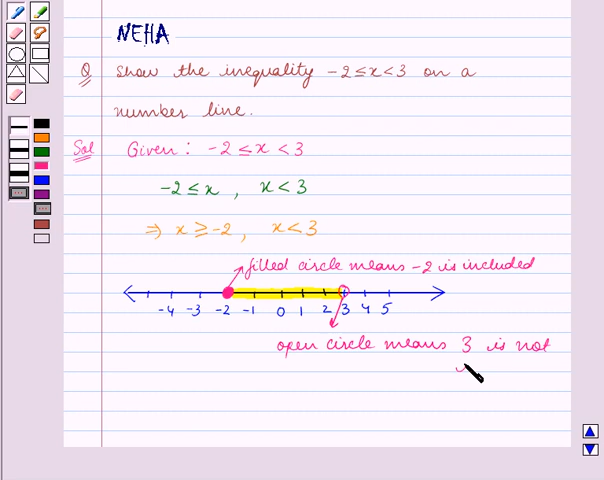 NEHA
Q Show the inequality -2 ≤ x < 3 on a
number line.
Sol Given: -2 ≤ x < 3
-2 ≤ x , x < 3
⇒ x ≥ -2, x < 3
filled circle means -2 is included
-4 -3 -2 -1 0 1 2 3 4 5
open circle means 3 is not